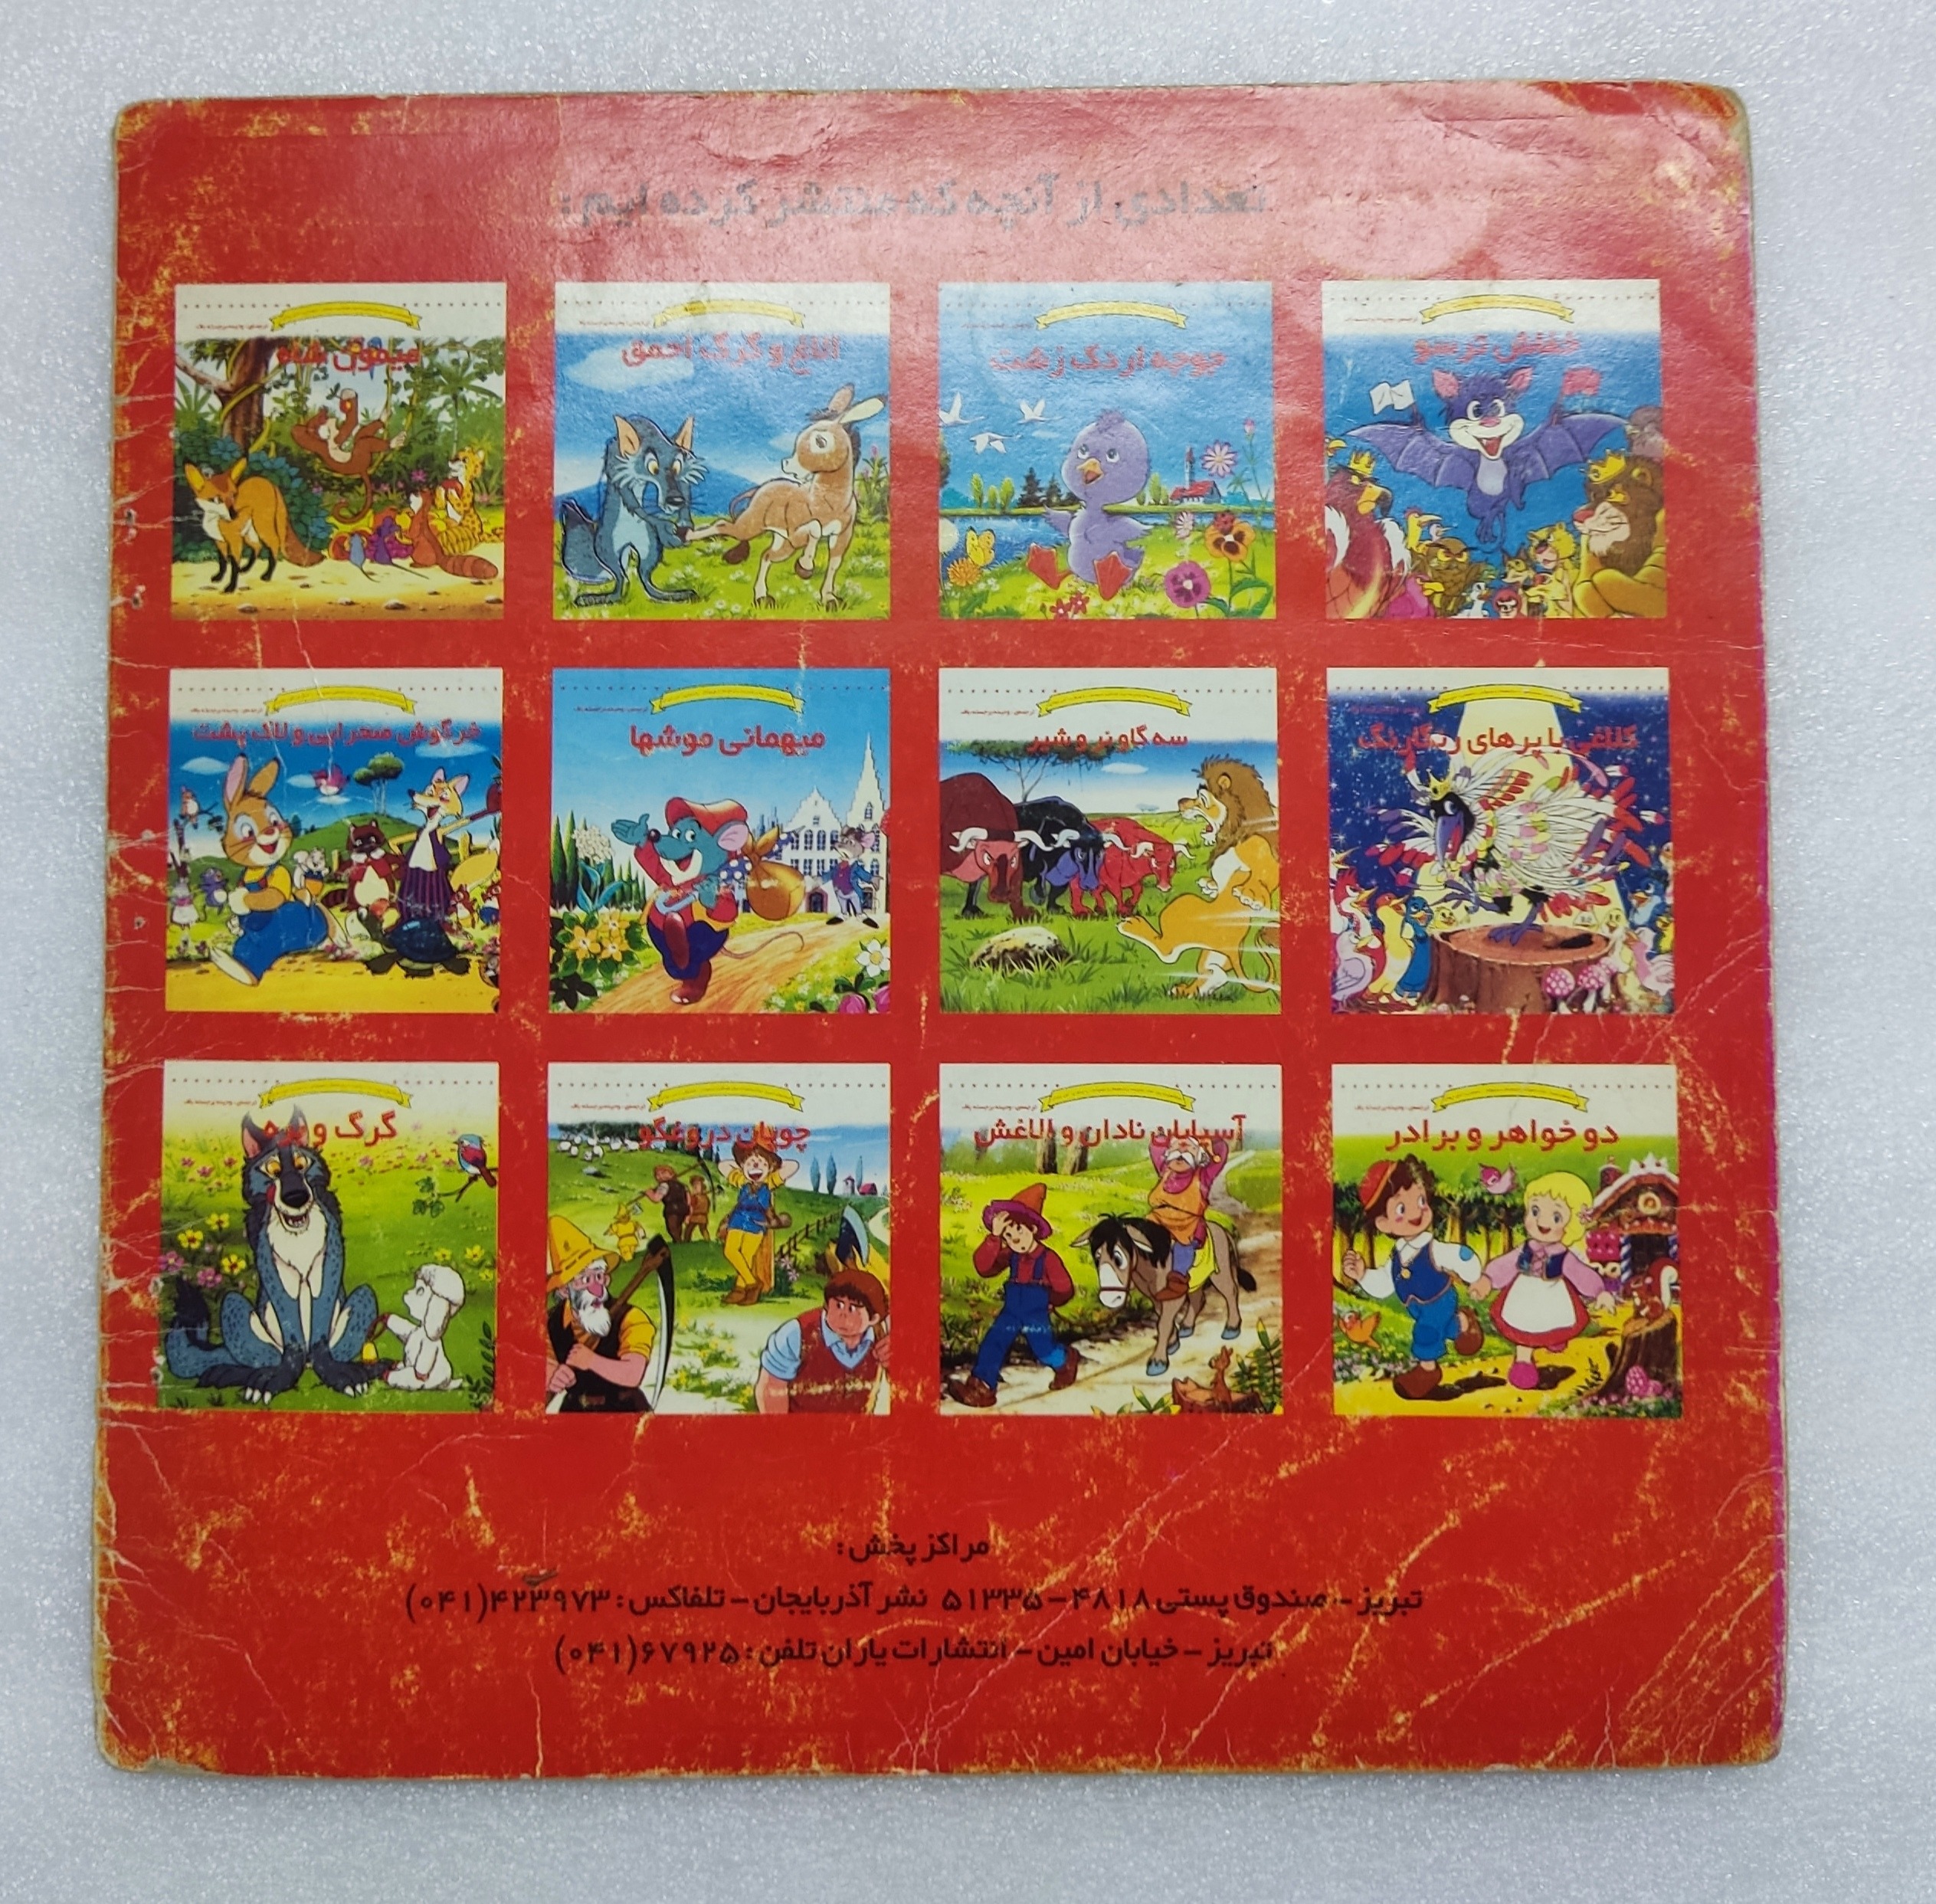 تعدادی از آنچه که منتشر کرده ایم:
خفاش ترسو
جوجه اردک زشت
الاغ و گرگ احمق
میمون شاه
کلاغی با پرهای رنگارنگ
سه گاو نر و شیر
میهمانی موشها
خرگوش صحرایی و لاک پشت
دو خواهر و برادر
آسیابان نادان و الاغش
چوپان دروغگو
گرگ و بره
مراکز پخش:
تبریز - صندوق پستی ۴۸۱۸ - ۵۱۳۳۵ نشر آذربایجان - تلفاکس: ۴۲۳۹۷۳(۰۴۱)
تبریز - خیابان امین - انتشارات یاران تلفن: ۶۷۹۲۵(۰۴۱)